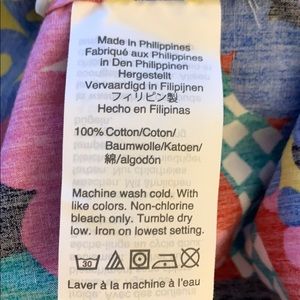 Made in Philippines
Fabriqué aux Philippines
in Den Philippinen
Hergestellt
Vervaardigd in Filipijnen
フィリピン製
Hecho en Filipinas
100% Cotton/Coton/
Baumwolle/Katoen/
綿/algodón/
Machine wash cold. With
like colors. Non-chlorine
bleach only. Tumble dry
low. Iron on lowest setting.
30
Laver à la machine à l'eau